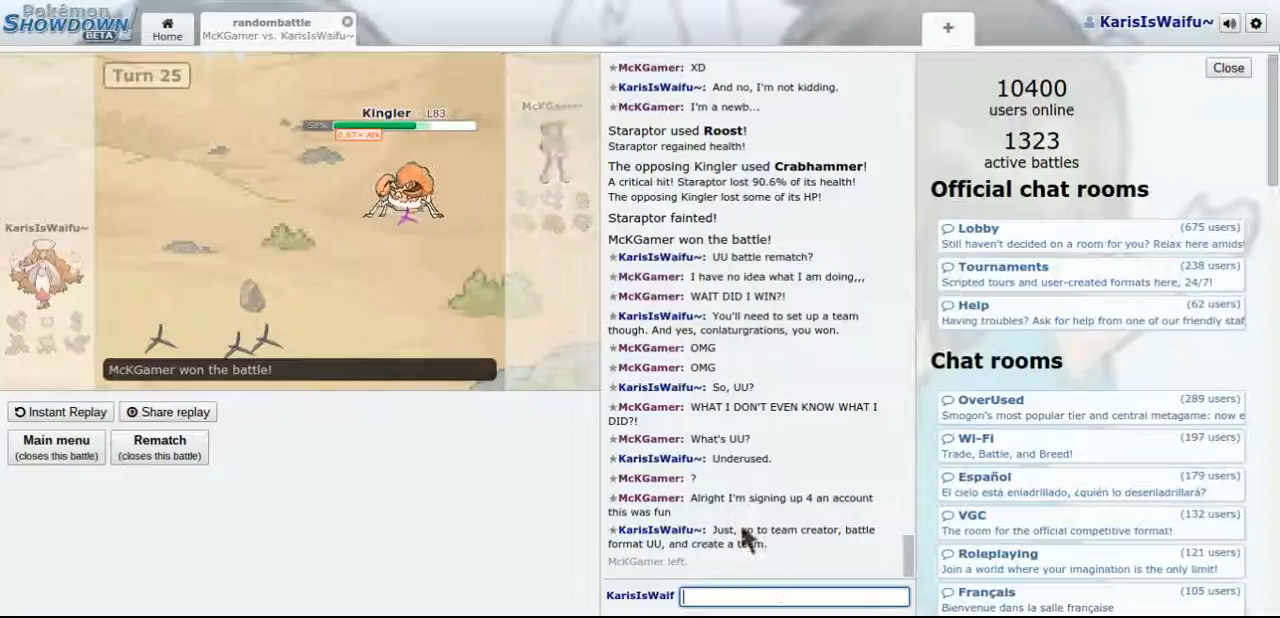 Pokémon
SHOWDOWN
BETA
Home
randombattle
McKGamer vs. KarisIsWaifu~
+
KarisIsWaifu~
Turn 25
Kingler L83
58%
0.67× Atk
McKGamer
KarisIsWaifu~
McKGamer won the battle!
Instant Replay
Share replay
Main menu
(closes this battle)
Rematch
(closes this battle)
★McKGamer: XD
★KarisIsWaifu~: And no, I'm not kidding.
★McKGamer: I'm a newb...
Staraptor used Roost!
Staraptor regained health!
The opposing Kingler used Crabhammer!
A critical hit! Staraptor lost 90.6% of its health!
The opposing Kingler lost some of its HP!
Staraptor fainted!
McKGamer won the battle!
★KarisIsWaifu~: UU battle rematch?
★McKGamer: I have no idea what I am doing,,,
★McKGamer: WAIT DID I WIN?!
★KarisIsWaifu~: You'll need to set up a team
though. And yes, conlaturgrations, you won.
★McKGamer: OMG
★McKGamer: OMG
★KarisIsWaifu~: So, UU?
★McKGamer: WHAT I DON'T EVEN KNOW WHAT I
DID?!
★McKGamer: What's UU?
★KarisIsWaifu~: Underused.
★McKGamer: ?
★McKGamer: Alright I'm signing up 4 an account
this was fun
★KarisIsWaifu~: Just, go to team creator, battle
format UU, and create a team.
McKGamer left.
KarisIsWaif
Close
10400
users online
1323
active battles
Official chat rooms
Lobby (675 users)
Still haven't decided on a room for you? Relax here amids
Tournaments (238 users)
Scripted tours and user-created formats here, 24/7!
Help (62 users)
Having troubles? Ask for help from one of our friendly staf
Chat rooms
OverUsed (289 users)
Smogon's most popular tier and central metagame: now e
Wi-Fi (197 users)
Trade, Battle, and Breed!
Español (179 users)
El cielo está enladrillado, ¿quién lo desenladrillará?
VGC (132 users)
The room for the official competitive format!
Roleplaying (121 users)
Join a world where your imagination is the only limit!
Français (105 users)
Bienvenue dans la salle française